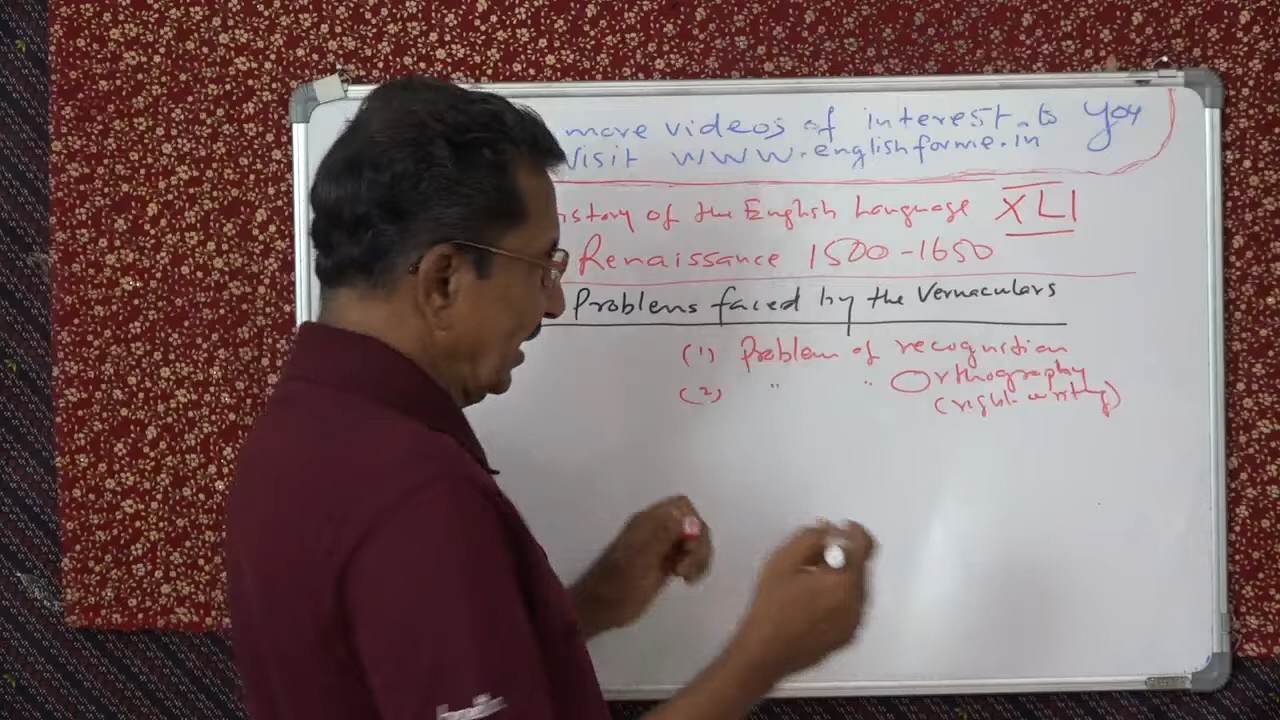 more videos of interest to you
Visit www.englishforme.in
istory of the English Language XLI
Renaissance 1500-1650
Problems faced by the Vernaculars
(1) Problem of recognition
(2) " " Orthography
(right-writing)